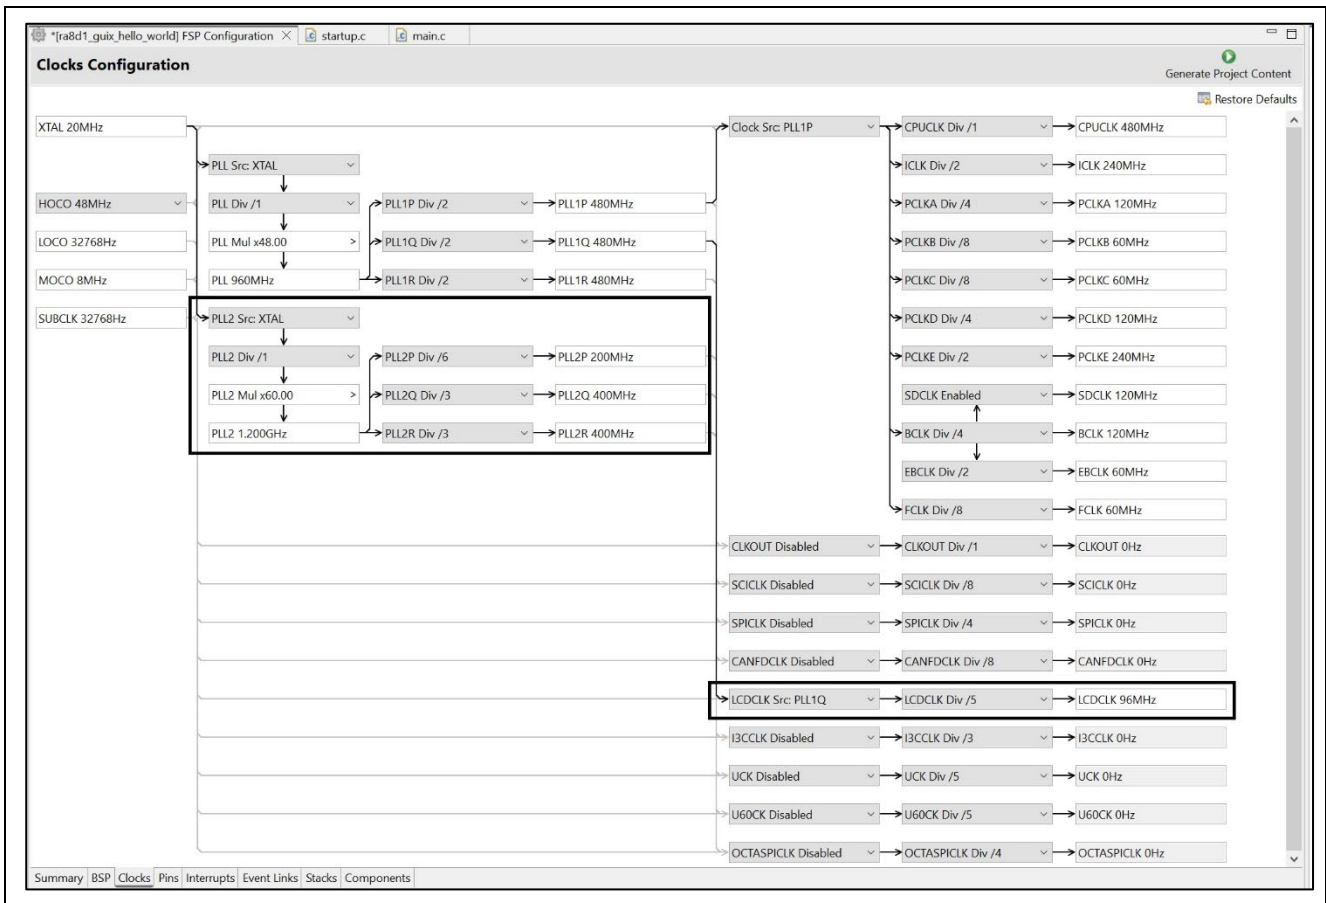 *[ra8d1_guix_hello_world] FSP Configuration startup.c main.c
Clocks Configuration
Generate Project Content
Restore Defaults
XTAL 20MHz Clock Src: PLL1P CPUCLK Div /1 CPUCLK 480MHz
PLL Src: XTAL ICLK Div /2 ICLK 240MHz
HOCO 48MHz PLL Div /1 PLL1P Div /2 PLL1P 480MHz PCLKA Div /4 PCLKA 120MHz
LOCO 32768Hz PLL Mul x48.00 > PLL1Q Div /2 PLL1Q 480MHz PCLKB Div /8 PCLKB 60MHz
MOCO 8MHz PLL 960MHz PLL1R Div /2 PLL1R 480MHz PCLKC Div /8 PCLKC 60MHz
SUBCLK 32768Hz PLL2 Src: XTAL PCLKD Div /4 PCLKD 120MHz
PLL2 Div /1 PLL2P Div /6 PLL2P 200MHz PCLKE Div /2 PCLKE 240MHz
PLL2 Mul x60.00 > PLL2Q Div /3 PLL2Q 400MHz SDCLK Enabled SDCLK 120MHz
PLL2 1.200GHz PLL2R Div /3 PLL2R 400MHz BCLK Div /4 BCLK 120MHz
EBCLK Div /2 EBCLK 60MHz
FCLK Div /8 FCLK 60MHz
CLKOUT Disabled CLKOUT Div /1 CLKOUT 0Hz
SCICLK Disabled SCICLK Div /8 SCICLK 0Hz
SPICLK Disabled SPICLK Div /4 SPICLK 0Hz
CANFDCLK Disabled CANFDCLK Div /8 CANFDCLK 0Hz
LCDCLK Src: PLL1Q LCDCLK Div /5 LCDCLK 96MHz
I3CCLK Disabled I3CCLK Div /3 I3CCLK 0Hz
UCK Disabled UCK Div /5 UCK 0Hz
U60CK Disabled U60CK Div /5 U60CK 0Hz
OCTASPICLK Disabled OCTASPICLK Div /4 OCTASPICLK 0Hz
Summary BSP Clocks Pins Interrupts Event Links Stacks Components